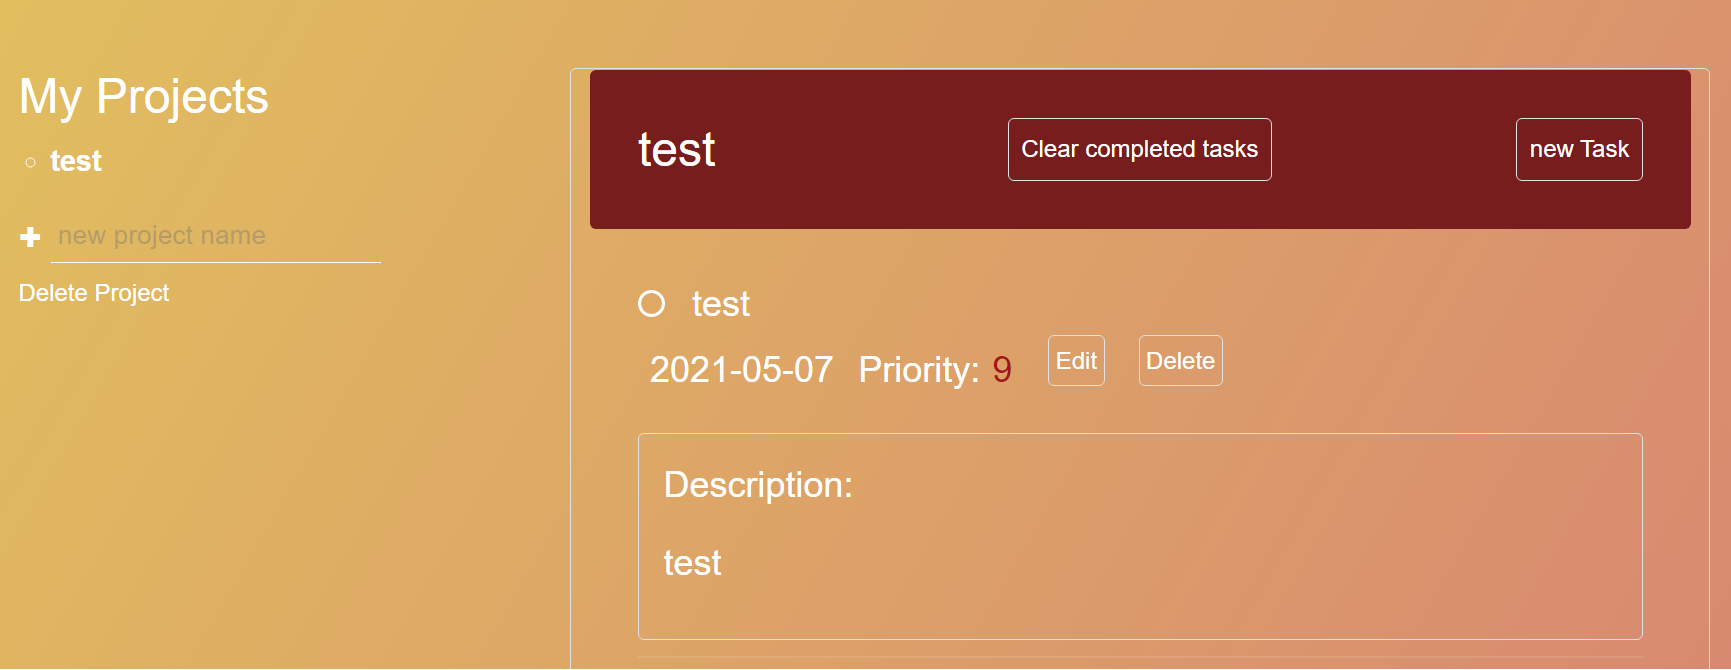 My Projects
test
new project name
Delete Project
test
Clear completed tasks
new Task
test
2021-05-07 Priority: 9
Edit
Delete
Description:
test